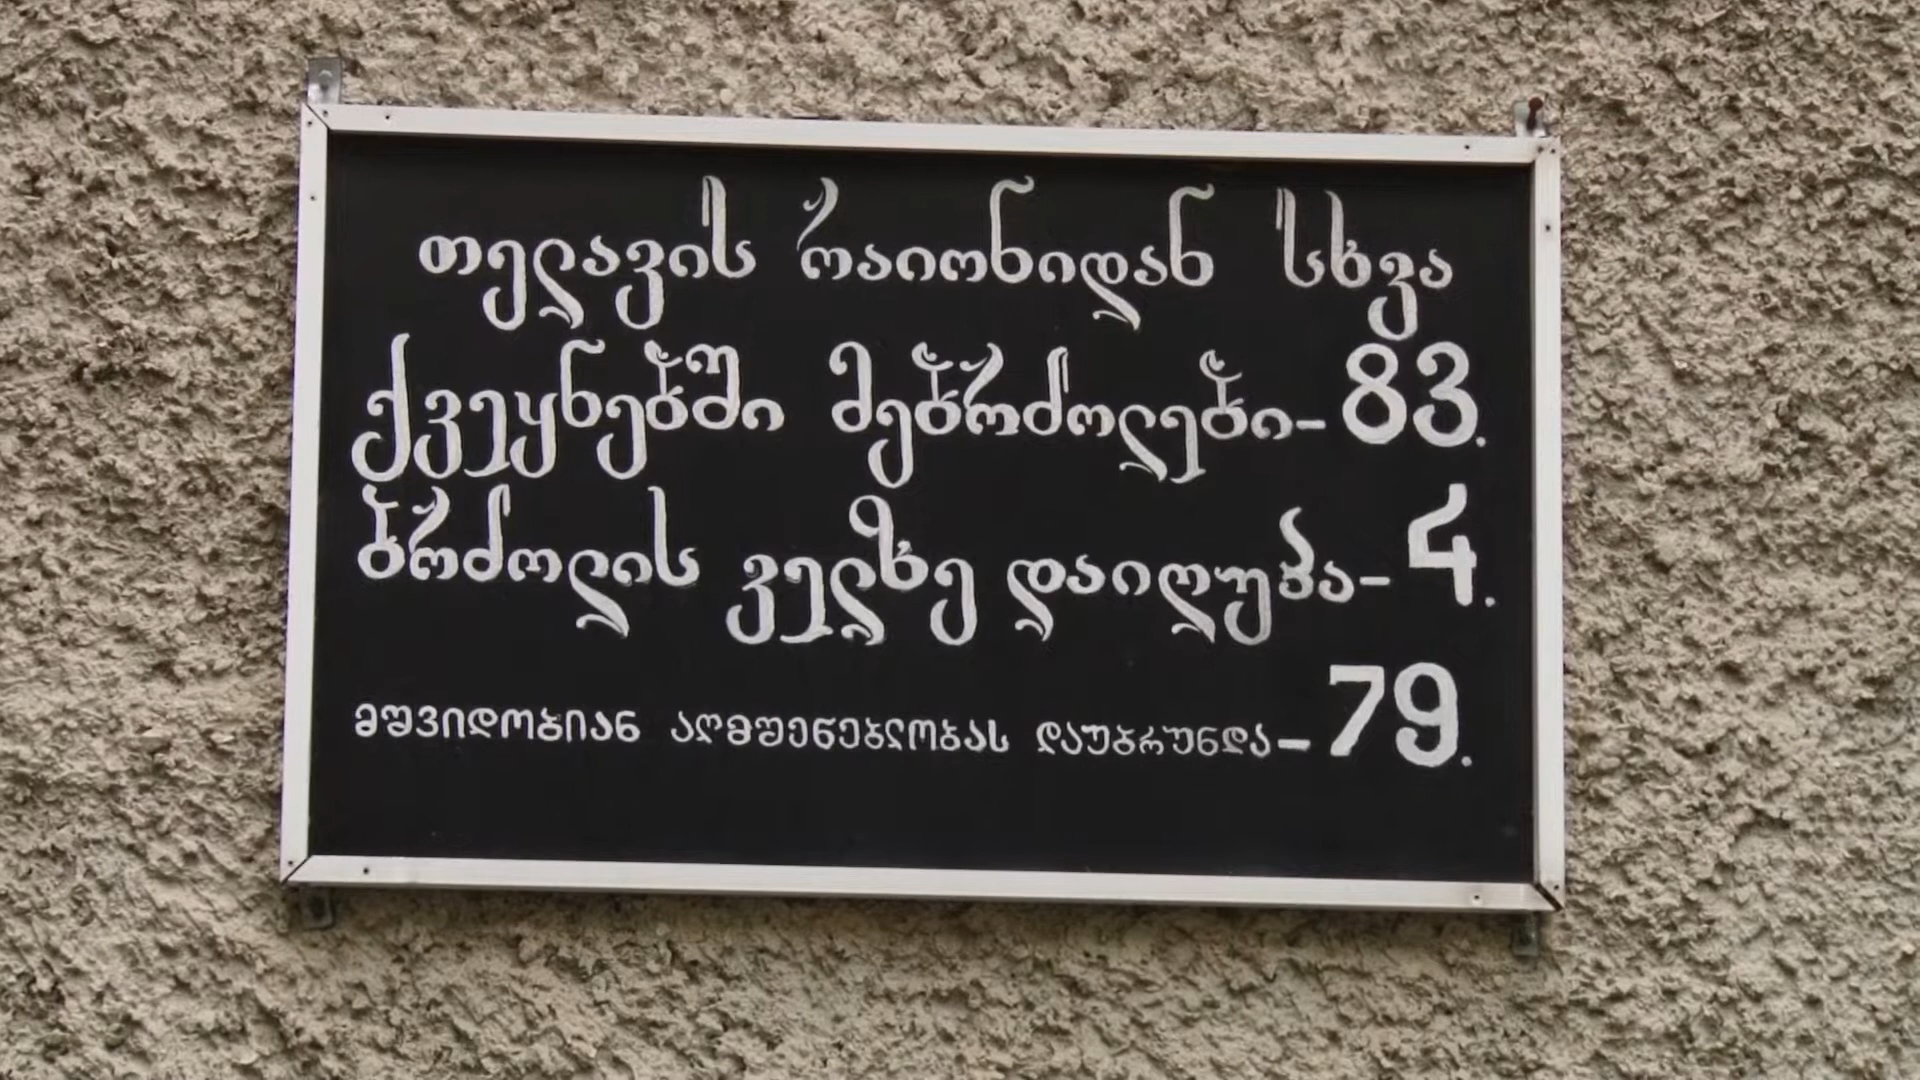 თელავის რაიონიდან სხვა
ქვეყნებში მებრძოლები-83.
ბრძოლის ველზე დაიღუპა-4.
მშვიდობიან აღმშენებლობას დაუბრუნდა-79.